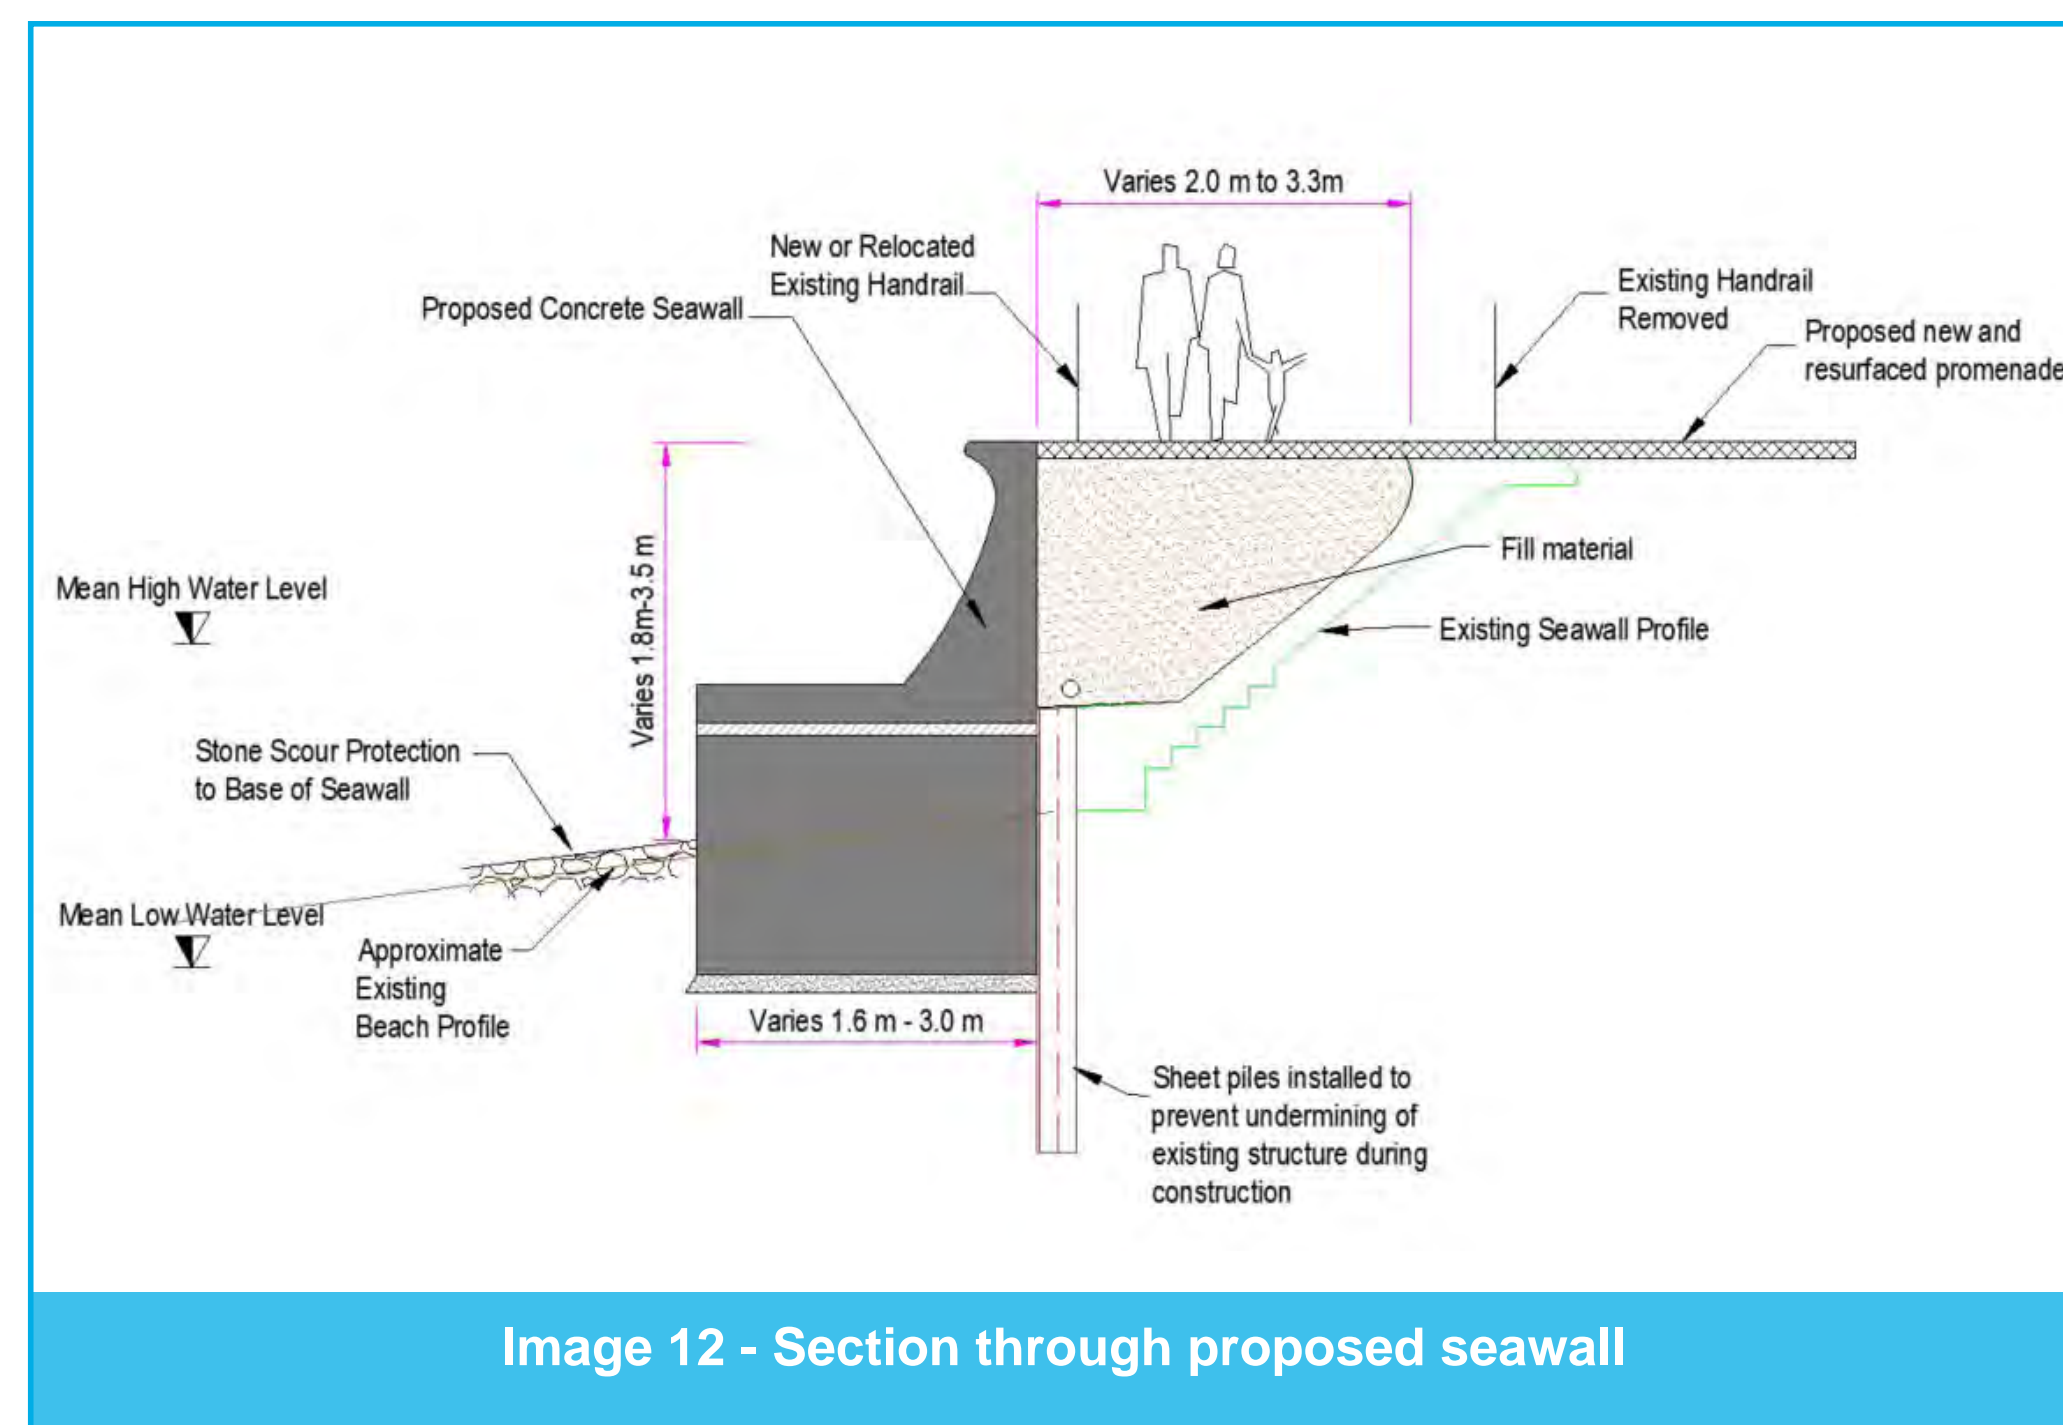 Varies 2.0 m to 3.3m
New or Relocated
Existing Handrail
Proposed Concrete Seawall
Existing Handrail
Removed
Proposed new and
resurfaced promenade
Varies 1.8m-3.5 m
Fill material
Mean High Water Level
Existing Seawall Profile
Stone Scour Protection
to Base of Seawall
Mean Low Water Level
Approximate
Existing
Beach Profile
Varies 1.6 m - 3.0 m
Sheet piles installed to
prevent undermining of
existing structure during
construction
Image 12 - Section through proposed seawall